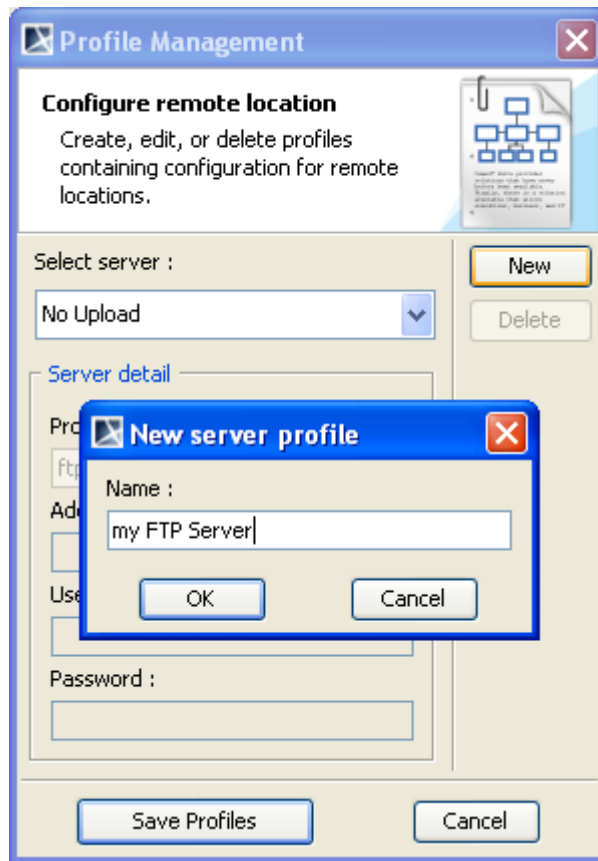 Profile Management
Configure remote location
Create, edit, or delete profiles
containing configuration for remote
locations.
Select server :
New
No Upload
Delete
Server detail
New server profile
Name :
my FTP Server
OK
Cancel
Password :
Save Profiles
Cancel